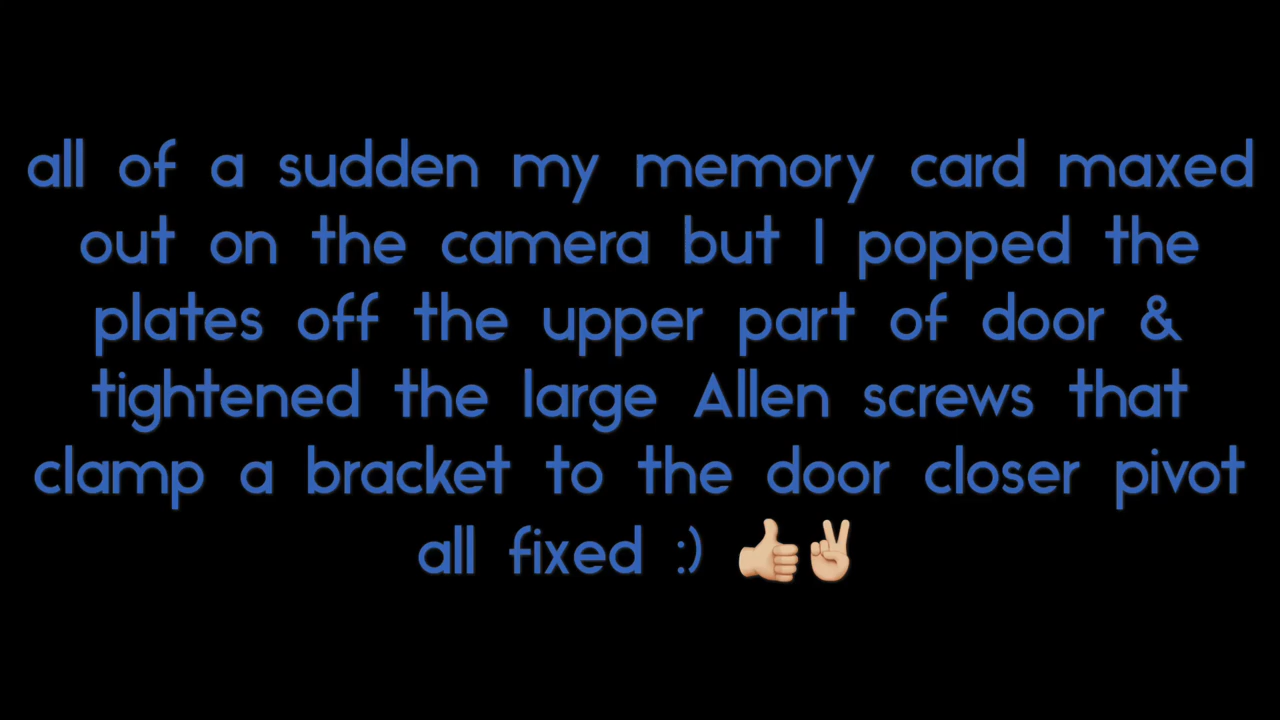 all of a sudden my memory card maxed
out on the camera but I popped the
plates off the upper part of door &
tightened the large Allen screws that
clamp a bracket to the door closer pivot
all fixed :) 👍🏼✌🏼